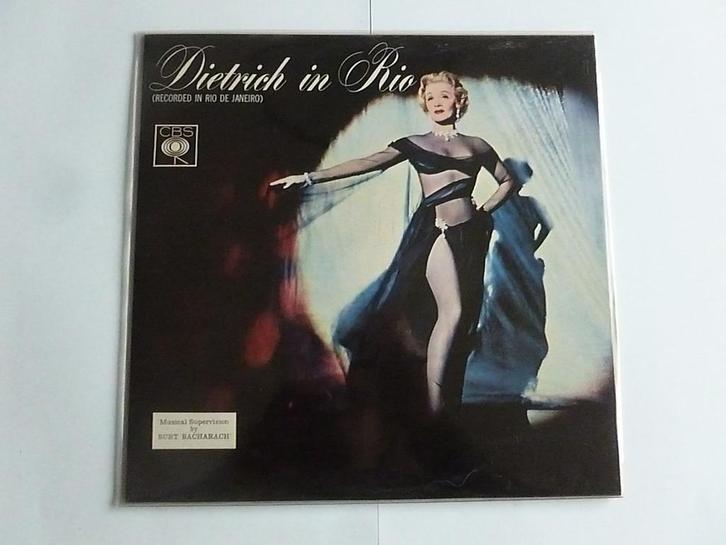 Dietrich in Rio
(RECORDED IN RIO DE JANEIRO)
CBS
Musical Supervision
by
BURT BACHARACH